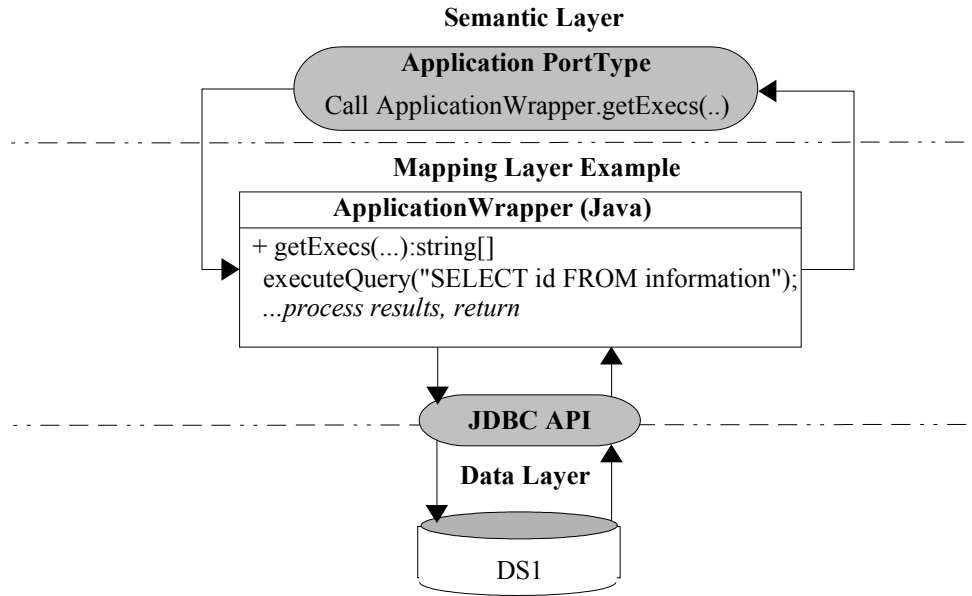 Semantic Layer
Application PortType
Call ApplicationWrapper.getExecs(..)
Mapping Layer Example
ApplicationWrapper (Java)
+ getExecs(...):string[]
executeQuery("SELECT id FROM information");
...process results, return
JDBC API
Data Layer
DS1